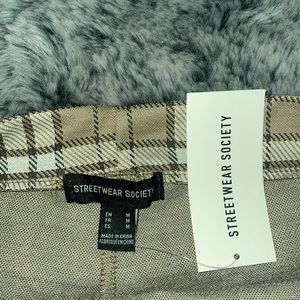 STREETWEAR SOCIETY
EN M
FR M
ES M
MADE IN CHINA
FABRIQUÉ EN CHINE
STREETWEAR SOCIETY